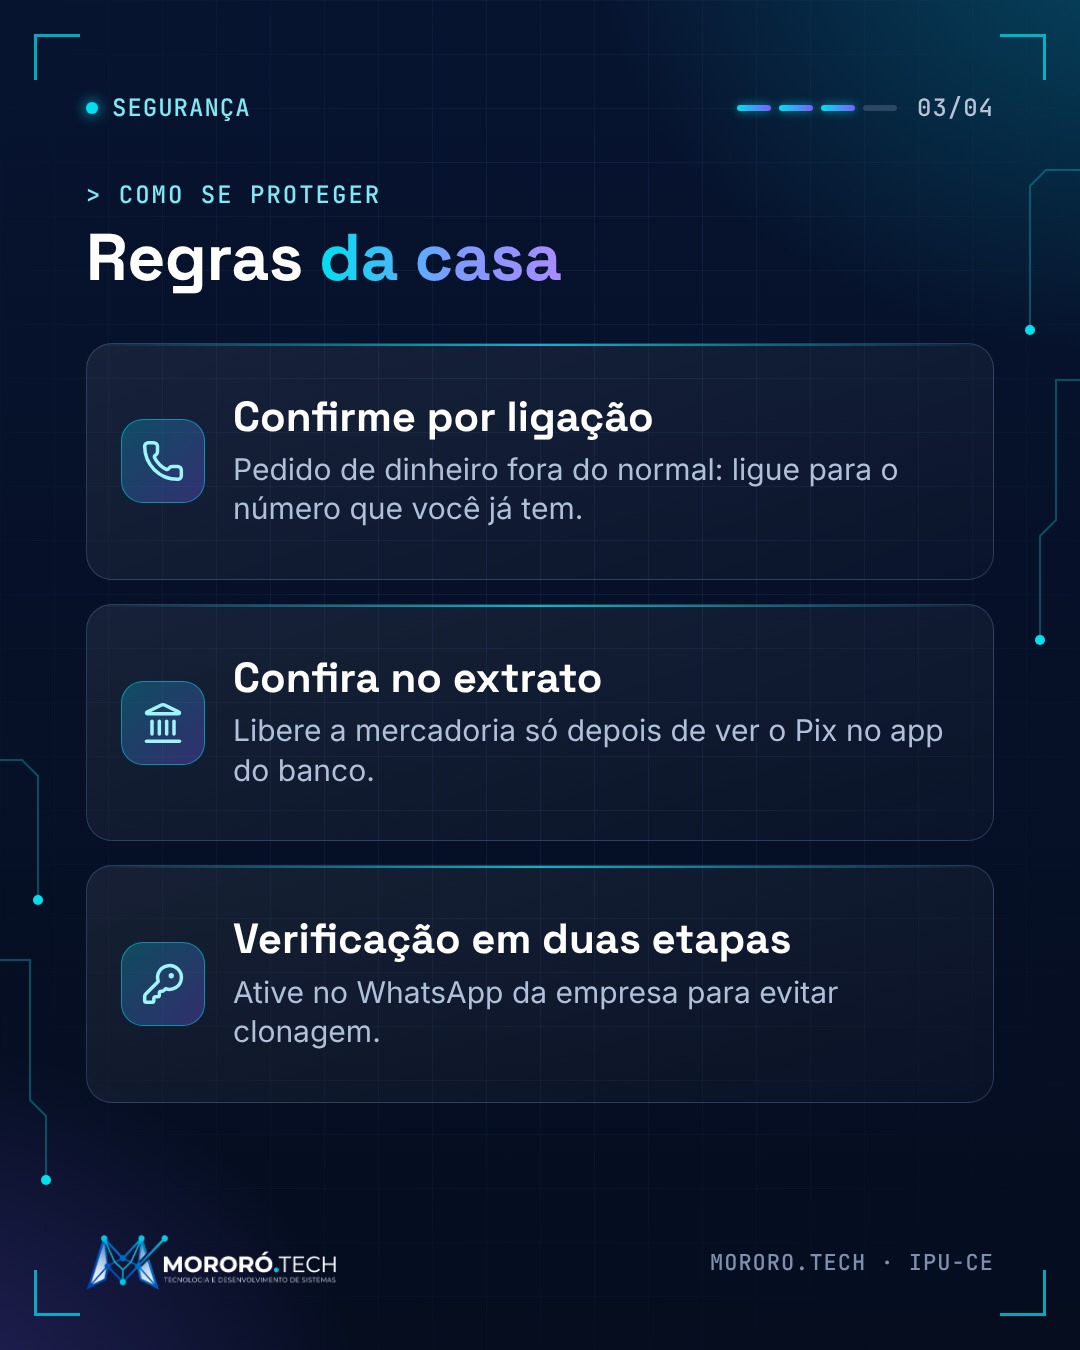 SEGURANÇA
03/04
> COMO SE PROTEGER
Regras da casa
Confirme por ligação
Pedido de dinheiro fora do normal: ligue para o
número que você já tem.
Confira no extrato
Libere a mercadoria só depois de ver o Pix no app
do banco.
Verificação em duas etapas
Ative no WhatsApp da empresa para evitar
clonagem.
MORORÓ.TECH
TECNOLOGIA E DESENVOLVIMENTO DE SISTEMAS
MORORO.TECH · IPU-CE